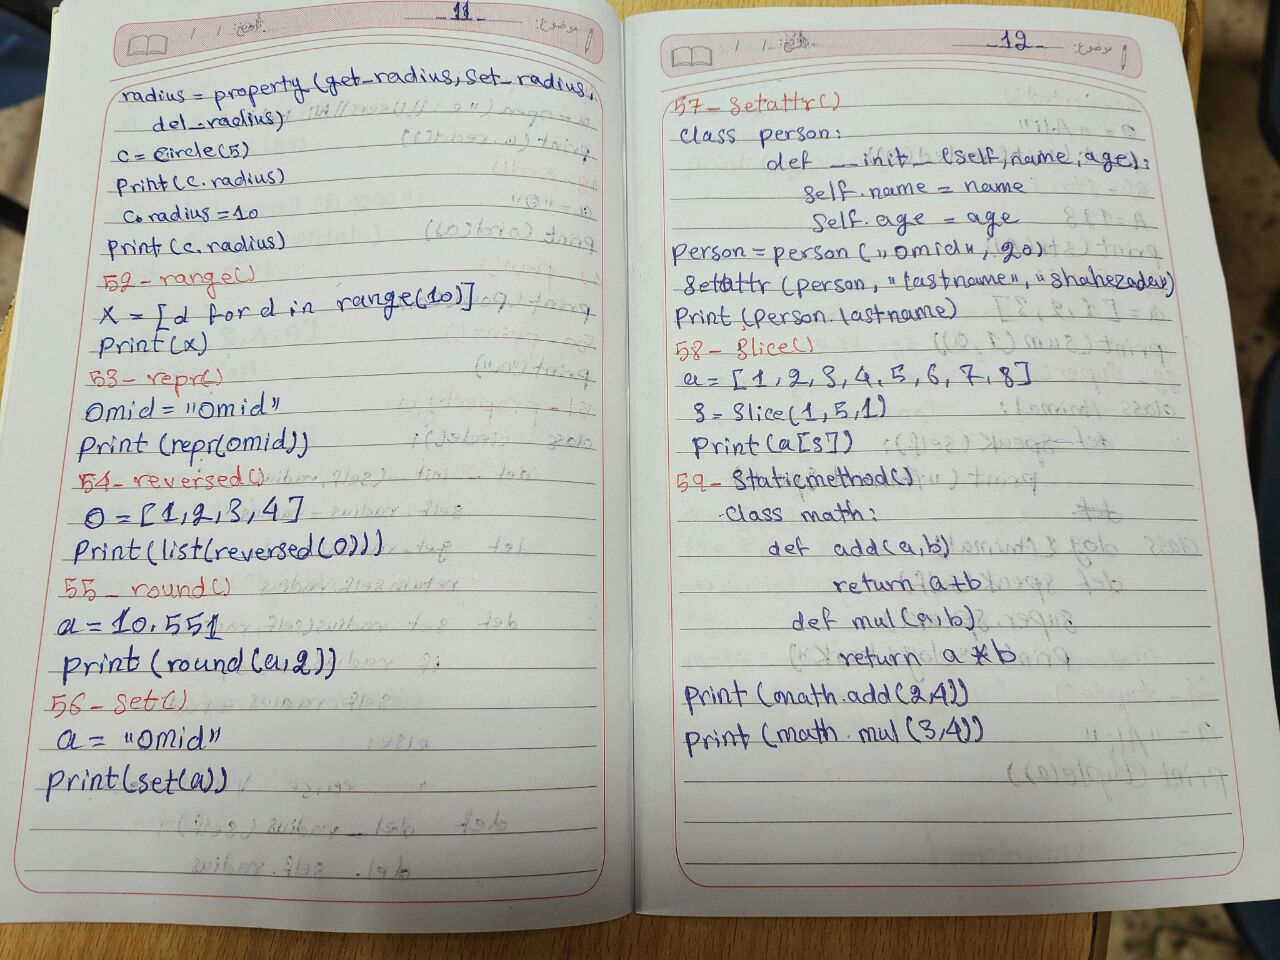 11
موضوع:
تاریخ: / /
radius = property (get_radius, set_radius,
del_radius)
c = circle(5)
Print(c.radius)
c.radius = 10
Print (c.radius)
52- range()
X = [d for d in range(10)]
Print(x)
53- repr()
Omid = "Omid"
Print (repr(omid))
54- reversed()
O = [1,2,3,4]
Print(list(reversed(O)))
55 - round()
a = 10.551
print (round (a,2))
56 - set()
a = "Omid"
Print(set(a))
12
موضوع:
تاریخ: / /
57- Setattr()
Class person:
def __init__(self, name, age):
Self.name = name
Self.age = age
Person = person ("omid", 20)
Setattr (person, "lastname", "shahezadey")
Print (person.lastname)
58- Slice()
a = [1,2,3,4,5,6,7,8]
S = Slice(1,5,1)
Print(a[s])
59- Staticmethod()
Class math:
def add(a,b)
return a+b
def mul(a,b)
return a*b
Print (math.add(2,4))
Print (math.mul(3,4))